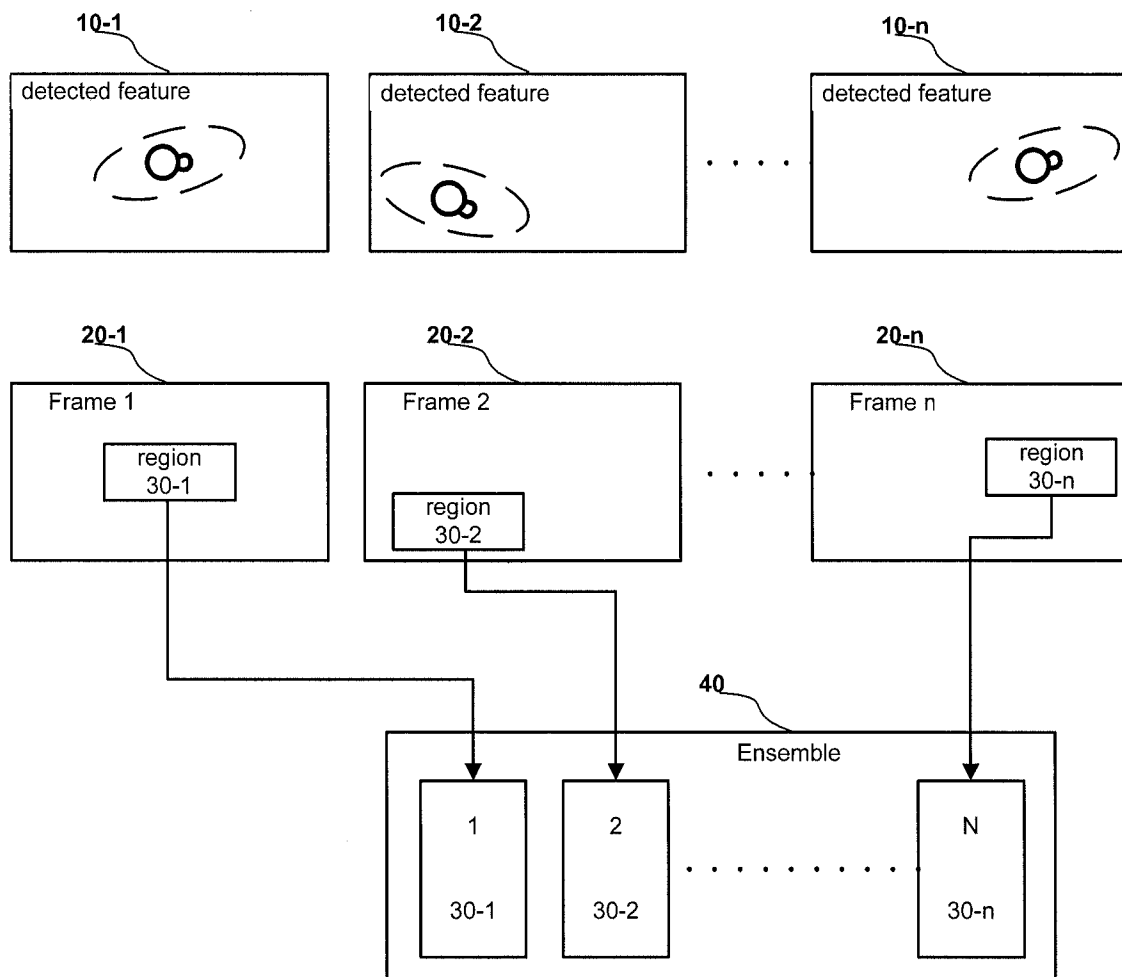 10-1
10-2
10-n
detected feature
detected feature
detected feature
20-1
20-2
20-n
Frame 1
Frame 2
Frame n
region
30-1
region
30-2
region
30-n
40
Ensemble
1
2
N
30-1
30-2
30-n